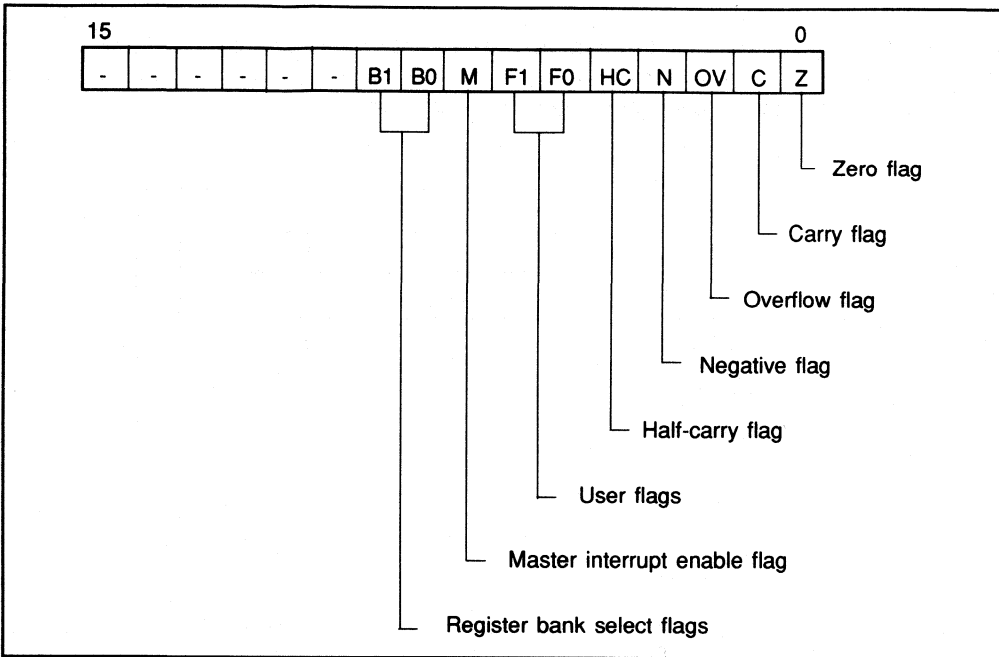 15 0
- - - - - - B1 B0 M F1 F0 HC N OV C Z
Zero flag
Carry flag
Overflow flag
Negative flag
Half-carry flag
User flags
Master interrupt enable flag
Register bank select flags